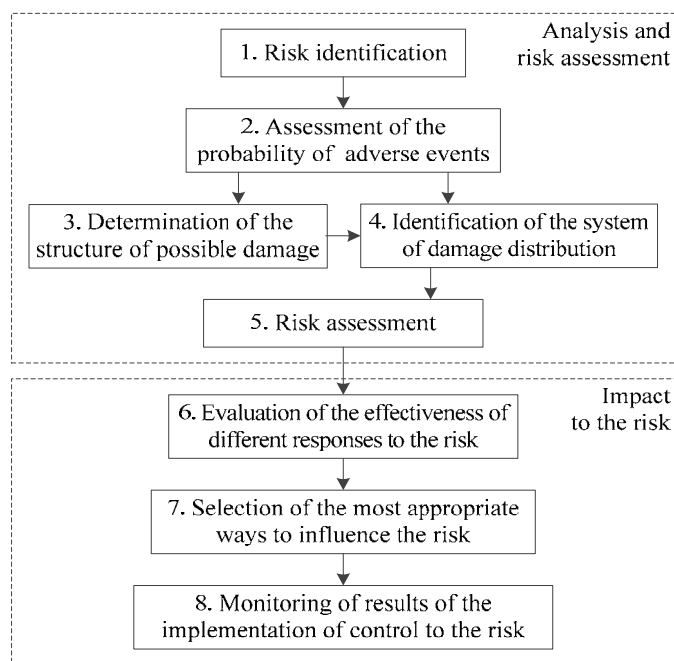 Analysis and
risk assessment
1. Risk identification
2. Assessment of the
probability of adverse events
3. Determination of the
structure of possible damage
4. Identification of the system
of damage distribution
5. Risk assessment
Impact
to the risk
6. Evaluation of the effectiveness of
different responses to the risk
7. Selection of the most appropriate
ways to influence the risk
8. Monitoring of results of the
implementation of control to the risk